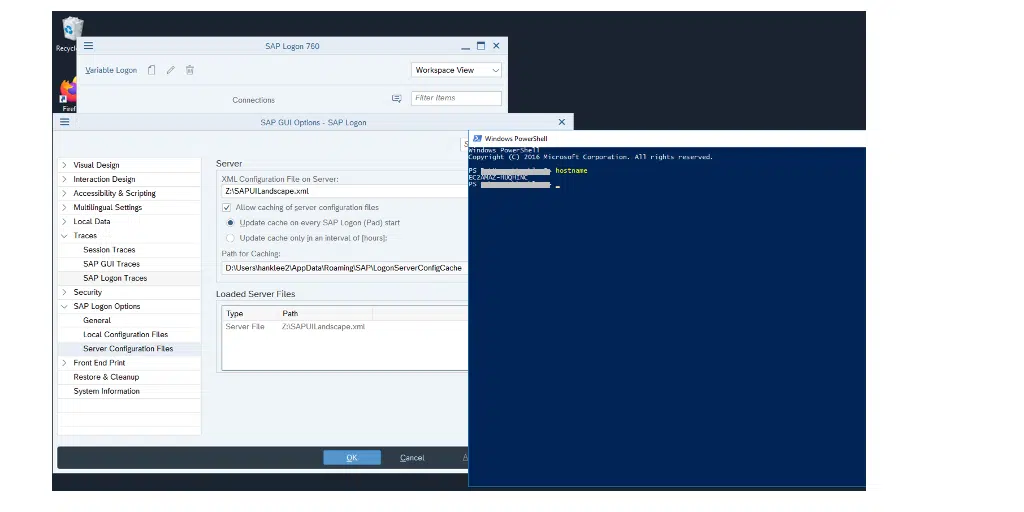 SAP Logon 760
Variable Logon
Workspace View
Connections
Filter Items
SAP GUI Options - SAP Logon
Visual Design
Interaction Design
Accessibility & Scripting
Multilingual Settings
Local Data
Traces
Session Traces
SAP GUI Traces
SAP Logon Traces
Security
SAP Logon Options
General
Local Configuration Files
Server Configuration Files
Front End Print
Restore & Cleanup
System Information
Server
XML Configuration File on Server:
Z:\SAPUILandscape.xml
Allow caching of server configuration files
Update cache on every SAP Logon (Pad) start
Update cache only in an interval of [hours]:
Path for Caching:
D:\Users\hanklee2\AppData\Roaming\SAP\LogonServerConfigCache
Loaded Server Files
Type Path
Server File Z:\SAPUILandscape.xml
OK Cancel
Windows PowerShell
Windows PowerShell
Copyright (C) 2016 Microsoft Corporation. All rights reserved.
PS hostname
PS